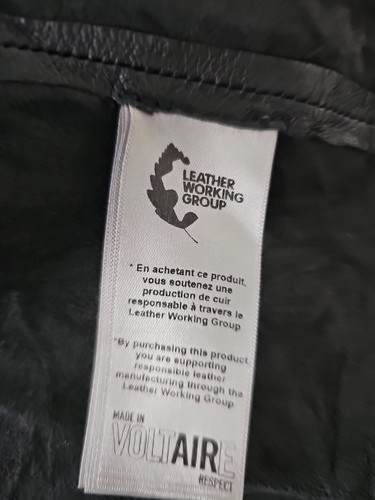 LEATHER
WORKING
GROUP
* En achetant ce produit,
vous soutenez une
production de cuir
responsable à travers le
Leather Working Group
*By purchasing this product,
you are supporting
responsible leather
manufacturing through the
Leather Working Group
MADE IN
VOLTAIRE
RESPECT